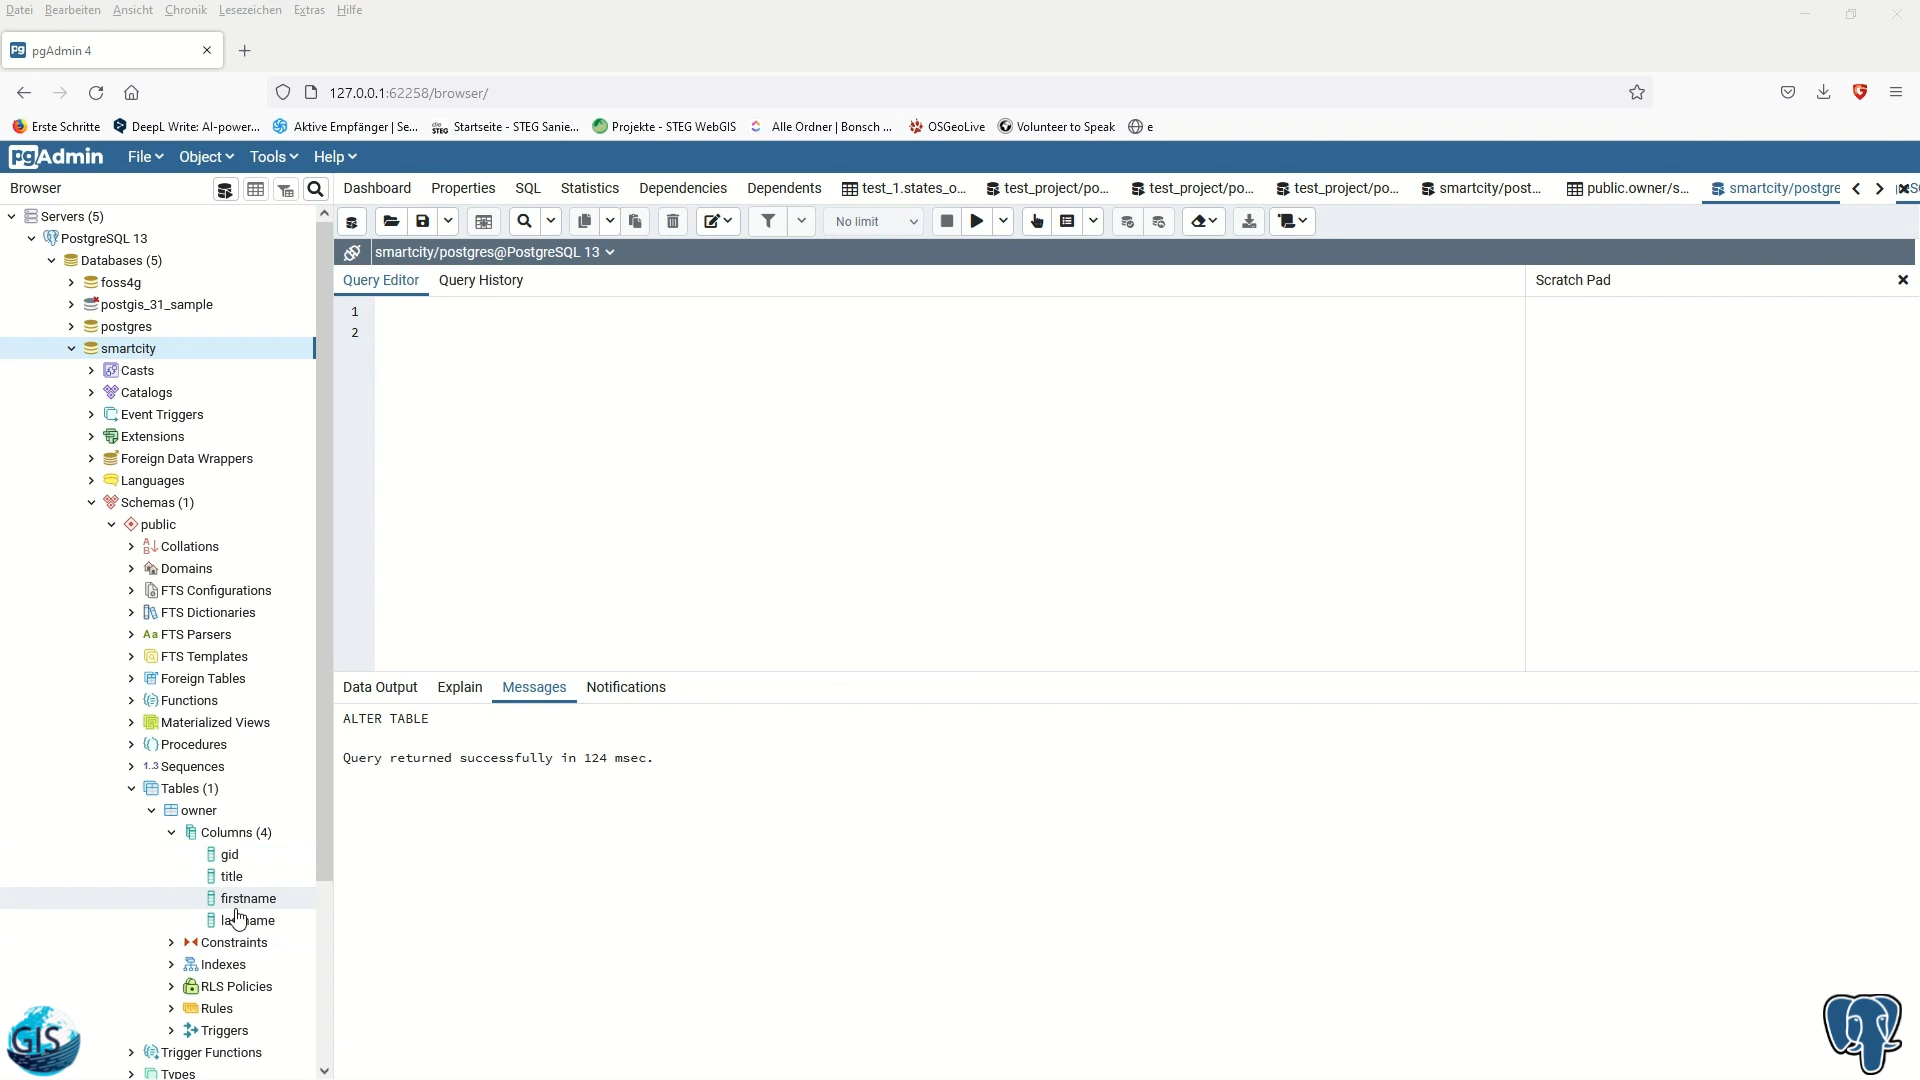 Datei Bearbeiten Ansicht Chronik Lesezeichen Extras Hilfe
pgAdmin 4
127.0.0.1:62258/browser/
Erste Schritte DeepL Write: AI-power... Aktive Empfänger | Se... die STEG Startseite - STEG Sanie... Projekte - STEG WebGIS Alle Ordner | Bonsch ... OSGeoLive Volunteer to Speak e
pgAdmin File Object Tools Help
Browser Dashboard Properties SQL Statistics Dependencies Dependents test_1.states_o... test_project/po... test_project/po... test_project/po... smartcity/post... public.owner/s... smartcity/postgre
Servers (5)
No limit
PostgreSQL 13
smartcity/postgres@PostgreSQL 13
Databases (5)
foss4g
Query Editor Query History Scratch Pad
postgis_31_sample
1
postgres
2
smartcity
Casts
Catalogs
Event Triggers
Extensions
Foreign Data Wrappers
Languages
Schemas (1)
public
Collations
Domains
FTS Configurations
FTS Dictionaries
Aa FTS Parsers
FTS Templates
Foreign Tables
Data Output Explain Messages Notifications
Functions
Materialized Views
ALTER TABLE
Procedures
Query returned successfully in 124 msec.
1..3 Sequences
Tables (1)
owner
Columns (4)
gid
title
firstname
Constraints
Indexes
RLS Policies
Rules
Triggers
GIS
Trigger Functions
Types